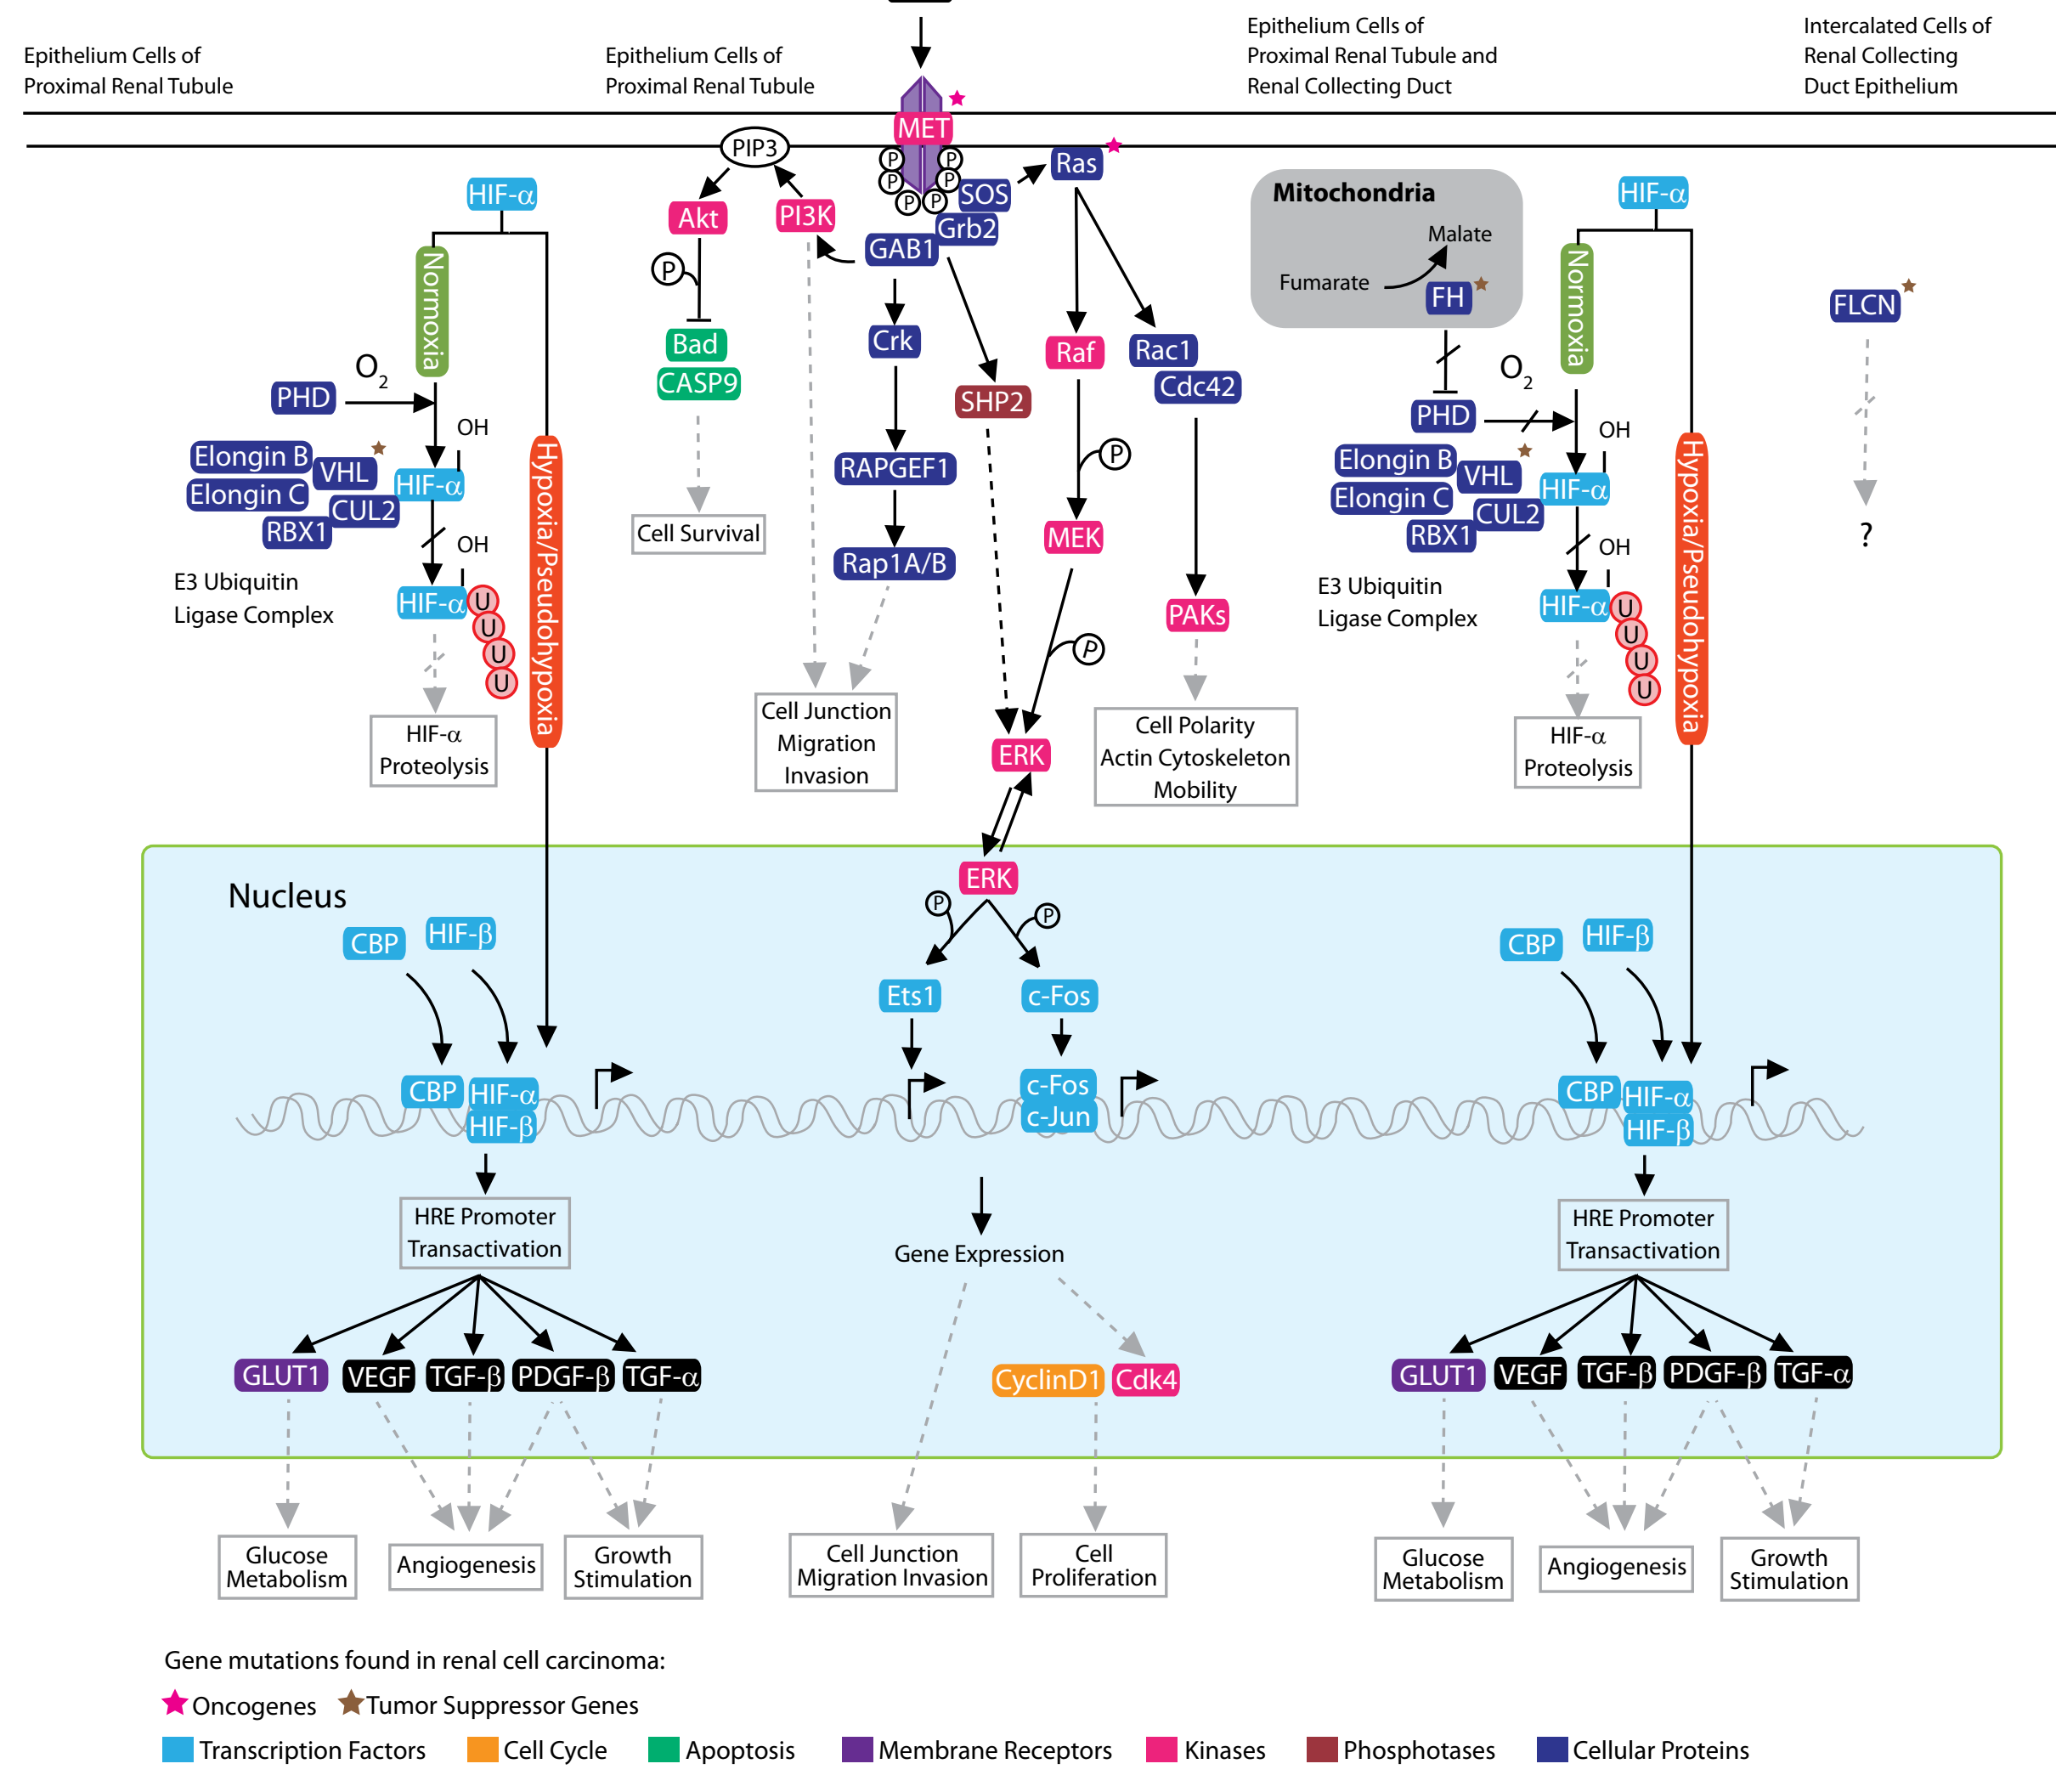 Epithelium Cells of
Proximal Renal Tubule
Epithelium Cells of
Proximal Renal Tubule
Epithelium Cells of
Proximal Renal Tubule and
Renal Collecting Duct
Intercalated Cells of
Renal Collecting
Duct Epithelium
HIF-α
Normoxia
O2
PHD
OH
Elongin B
VHL
Elongin C
HIF-α
CUL2
RBX1
OH
E3 Ubiquitin
Ligase Complex
HIF-α
U
U
U
U
HIF-α
Proteolysis
Hypoxia/Pseudohypoxia
MET
P
P
P
P
P
P
PIP3
Akt
PI3K
P
Bad
CASP9
Cell Survival
SOS
Grb2
GAB1
Ras
Crk
SHP2
RAPGEF1
Rap1A/B
Cell Junction
Migration
Invasion
Raf
Rac1
Cdc42
P
MEK
P
PAKs
ERK
Cell Polarity
Actin Cytoskeleton
Mobility
Mitochondria
Malate
Fumarate
FH
HIF-α
Normoxia
O2
PHD
OH
Elongin B
VHL
Elongin C
HIF-α
CUL2
RBX1
OH
E3 Ubiquitin
Ligase Complex
HIF-α
U
U
U
U
HIF-α
Proteolysis
Hypoxia/Pseudohypoxia
FLCN
?
Nucleus
CBP
HIF-β
CBP
HIF-α
HIF-β
HRE Promoter
Transactivation
GLUT1
VEGF
TGF-β
PDGF-β
TGF-α
ERK
P
P
Ets1
c-Fos
c-Fos
c-Jun
Gene Expression
CyclinD1
Cdk4
CBP
HIF-β
CBP
HIF-α
HIF-β
HRE Promoter
Transactivation
GLUT1
VEGF
TGF-β
PDGF-β
TGF-α
Glucose
Metabolism
Angiogenesis
Growth
Stimulation
Cell Junction
Migration Invasion
Cell
Proliferation
Glucose
Metabolism
Angiogenesis
Growth
Stimulation
Gene mutations found in renal cell carcinoma:
Oncogenes
Tumor Suppressor Genes
Transcription Factors
Cell Cycle
Apoptosis
Membrane Receptors
Kinases
Phosphotases
Cellular Proteins